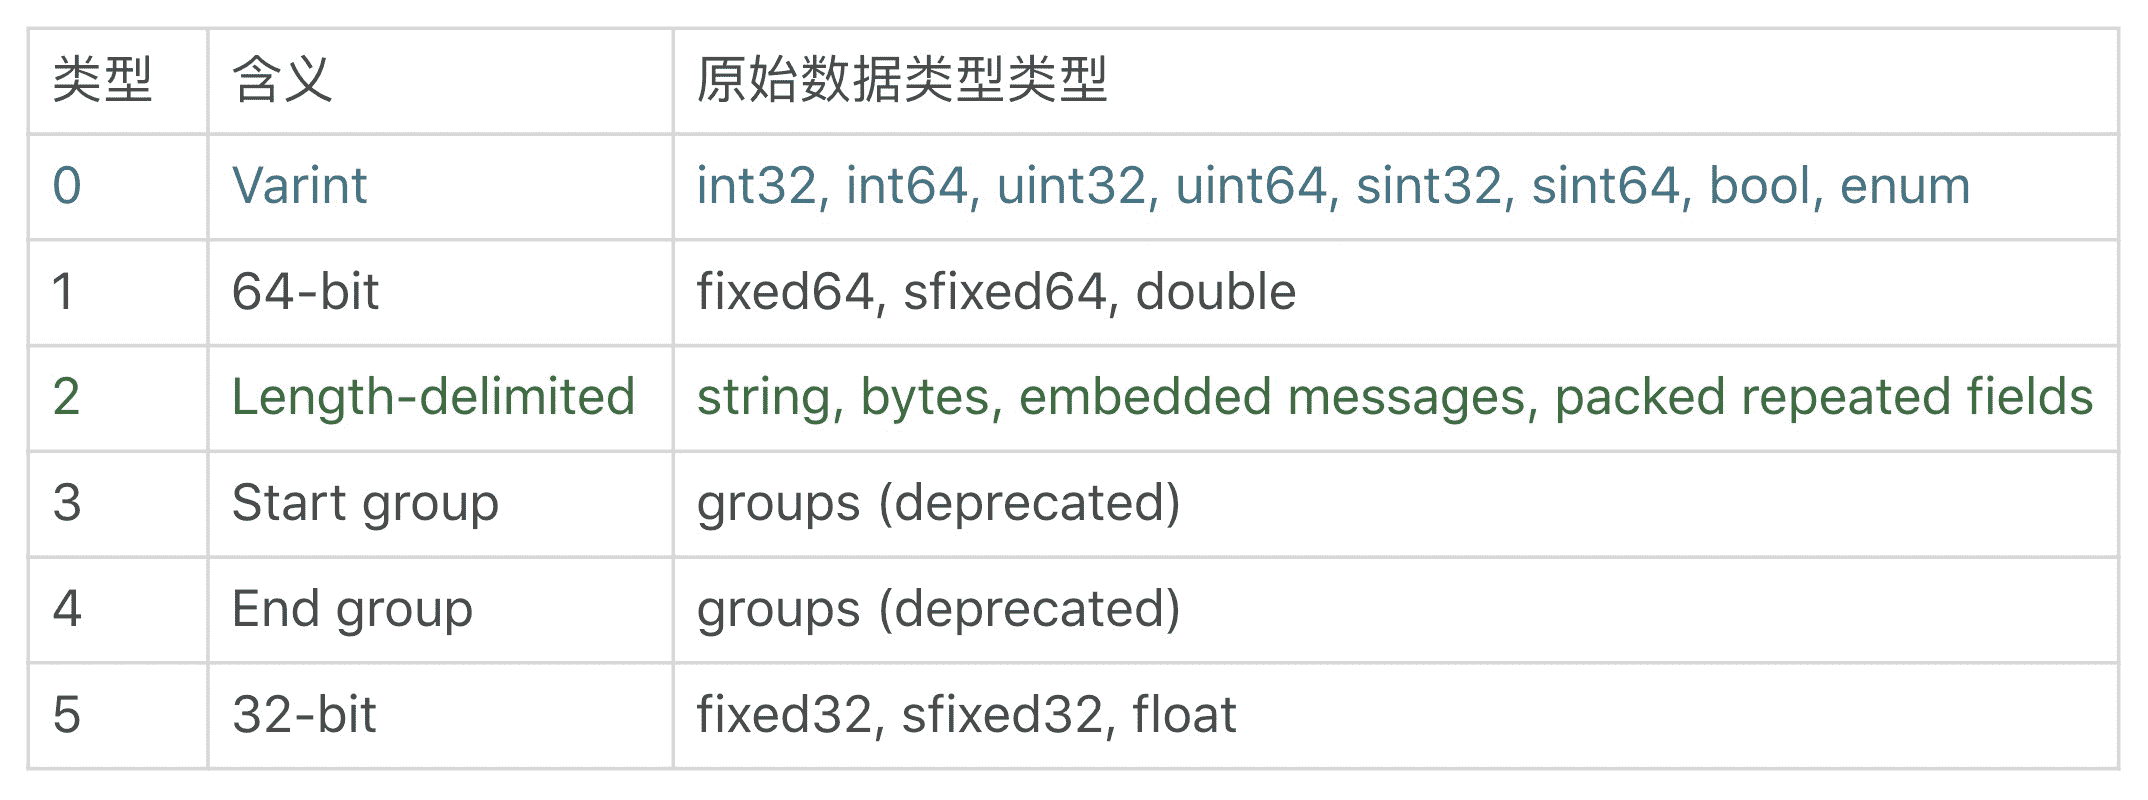 类型 含义 原始数据类型类型
0 Varint int32, int64, uint32, uint64, sint32, sint64, bool, enum
1 64-bit fixed64, sfixed64, double
2 Length-delimited string, bytes, embedded messages, packed repeated fields
3 Start group groups (deprecated)
4 End group groups (deprecated)
5 32-bit fixed32, sfixed32, float